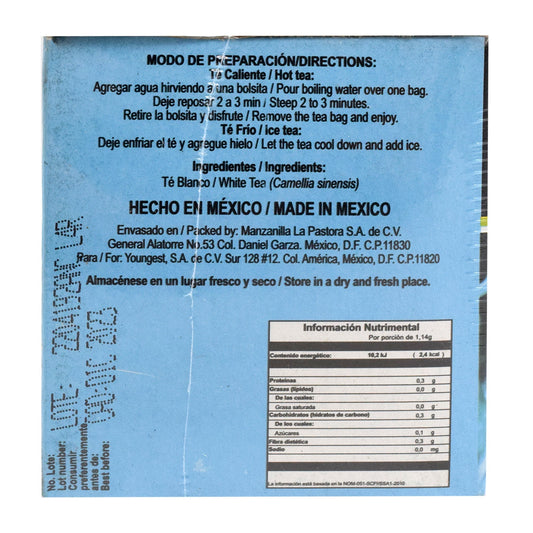 MODO DE PREPARACIÓN/DIRECTIONS:
Té Caliente / Hot tea:
Agregar agua hirviendo a una bolsita / Pour boiling water over one bag.
Deje reposar 2 a 3 min / Steep 2 to 3 minutes.
Retire la bolsita y disfrute / Remove the tea bag and enjoy.
Té Frío / ice tea:
Deje enfriar el té y agregue hielo / Let the tea cool down and add ice.
Ingredientes / Ingredients:
Té Blanco / White Tea (Camellia sinensis)
HECHO EN MÉXICO / MADE IN MEXICO
Envasado en / Packed by: Manzanilla La Pastora S.A. de C.V.
General Alatorre No.53 Col. Daniel Garza. México, D.F. C.P.11830
Para / For: Youngest, S.A. de C.V. Sur 128 #12. Col. América, México, D.F. C.P.11820
Almacénese en un lugar fresco y seco / Store in a dry and fresh place.
Información Nutrimental
Por porción de 1,14g
Contenido energético: 10,2 kJ ( 2,4 kcal )
Proteínas 0,3 g
Grasas (lípidos) 0,0 g
De las cuales:
Grasa saturada 0,0 g
Carbohidratos (hidratos de carbono) 0,3 g
De los cuales:
Azúcares 0,1 g
Fibra dietética 0,3 g
Sodio 0,0 mg
La información está basada en la NOM-051-SCFI/SSA1-2010
No. Lote:
Lot number:
Consumir
preferentemente
antes de:
Best before:
LOTE:
DIC 2023